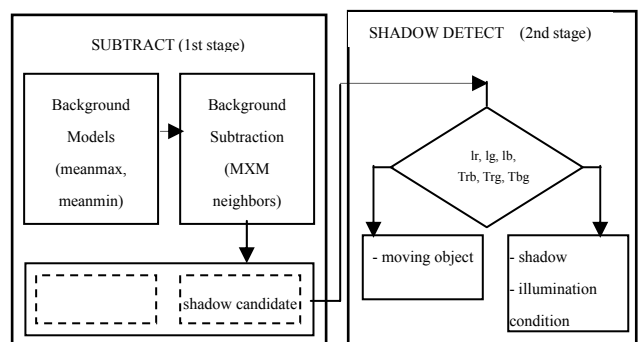 SUBTRACT (1st stage)
Background
Models
(meanmax,
meanmin)
Background
Subtraction
(MXM
neighbors)
shadow candidate
SHADOW DETECT (2nd stage)
lr, lg, lb,
Trb, Trg, Tbg
- moving object
- shadow
- illumination
condition